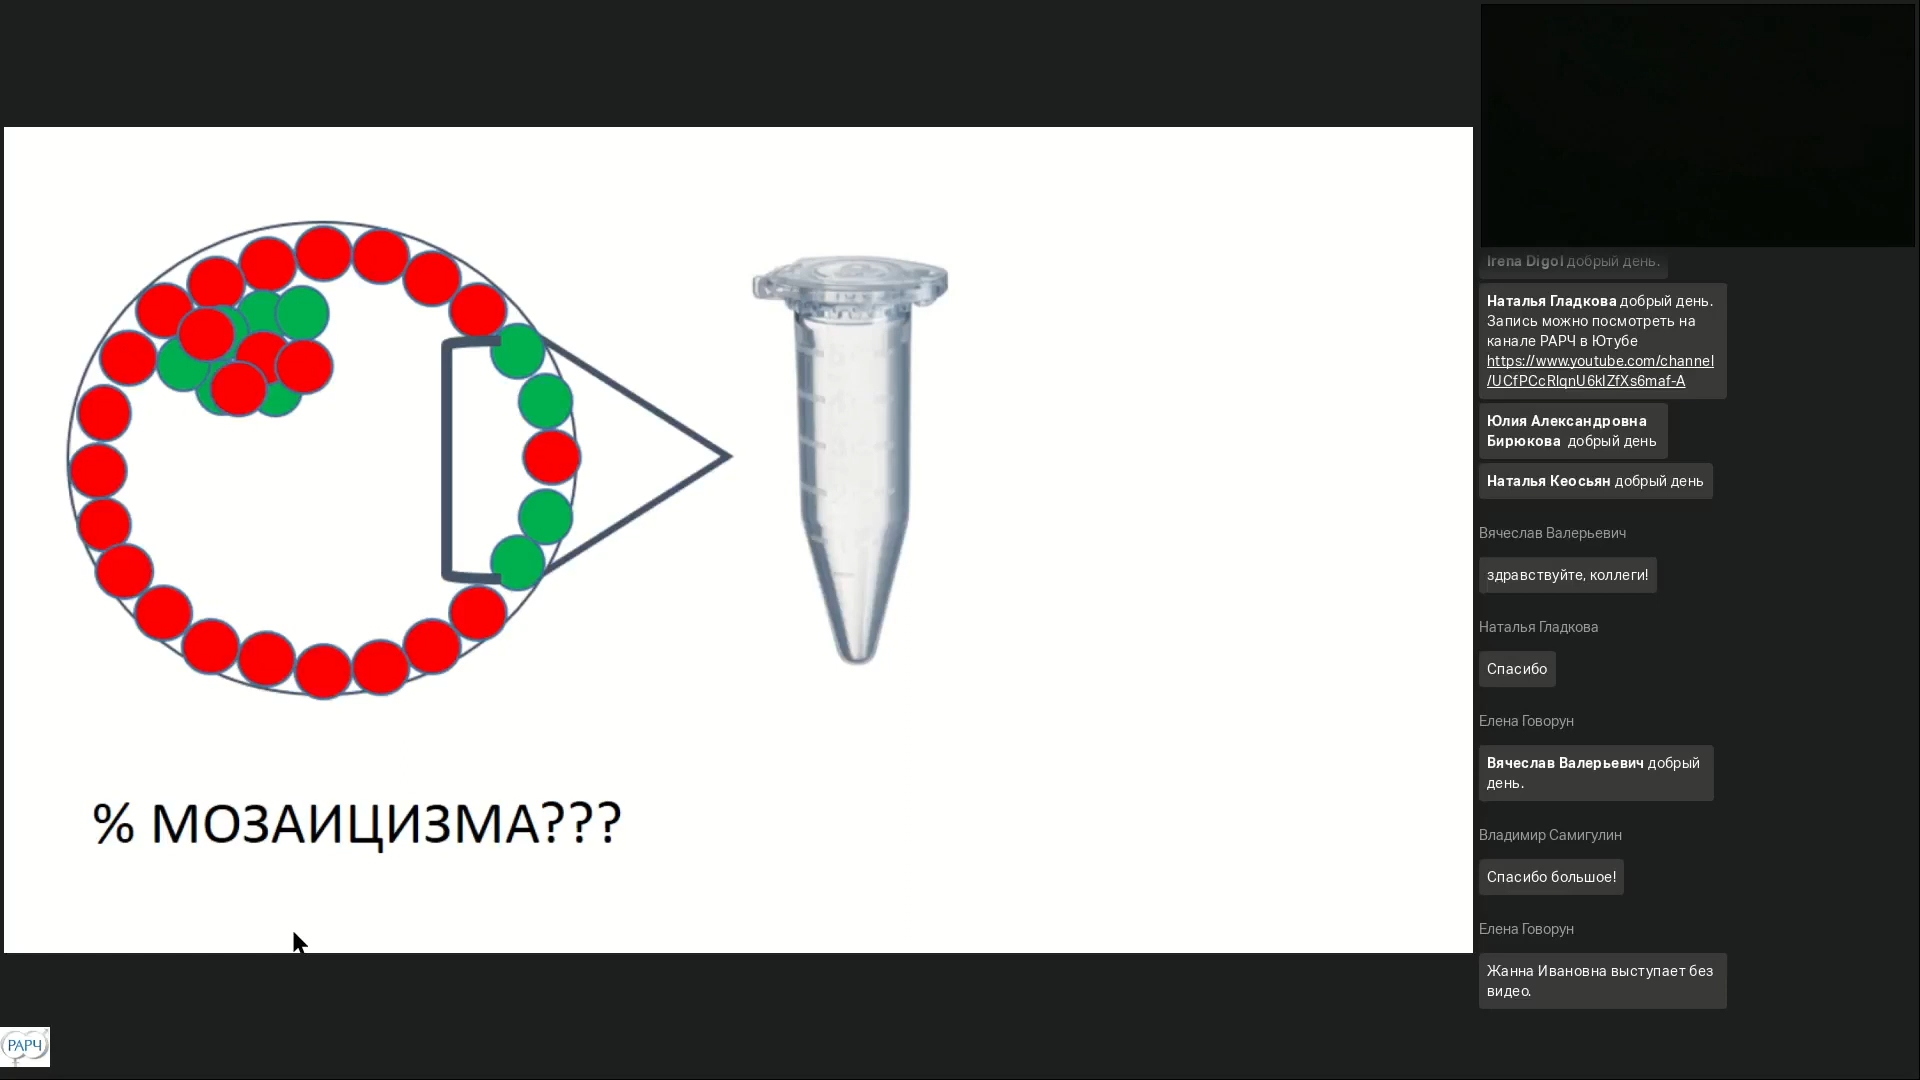 % МОЗАИЦИЗМА???
Irena Digol добрый день.
Наталья Гладкова добрый день.
Запись можно посмотреть на
канале РАРЧ в Ютубе
https://www.youtube.com/channel
/UCfPCcRlqnU6kIZfXs6maf-A
Юлия Александровна
Бирюкова добрый день
Наталья Кеосьян добрый день
Вячеслав Валерьевич
здравствуйте, коллеги!
Наталья Гладкова
Спасибо
Елена Говорун
Вячеслав Валерьевич добрый
день.
Владимир Самигулин
Спасибо большое!
Елена Говорун
Жанна Ивановна выступает без
видео.
РАРЧ